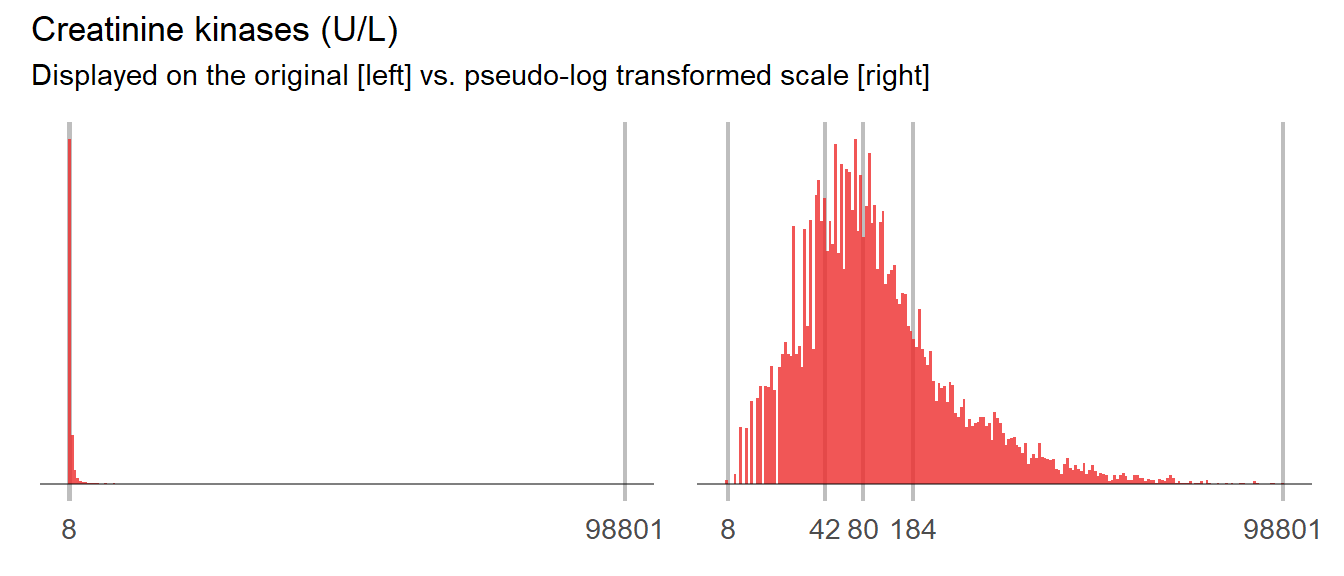 Creatinine kinases (U/L)
Displayed on the original [left] vs. pseudo-log transformed scale [right]
8 98801 8 42 80 184 98801